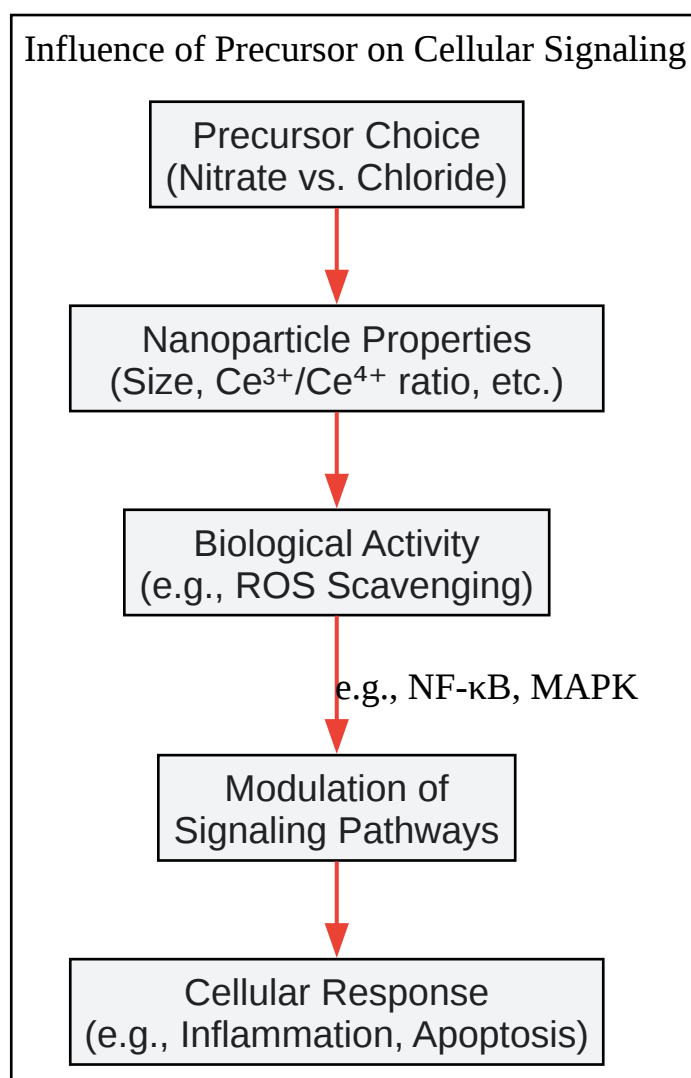 Influence of Precursor on Cellular Signaling
Precursor Choice
(Nitrate vs. Chloride)
Nanoparticle Properties
(Size, Ce³⁺/Ce⁴⁺ ratio, etc.)
Biological Activity
(e.g., ROS Scavenging)
e.g., NF-κB, MAPK
Modulation of
Signaling Pathways
Cellular Response
(e.g., Inflammation, Apoptosis)